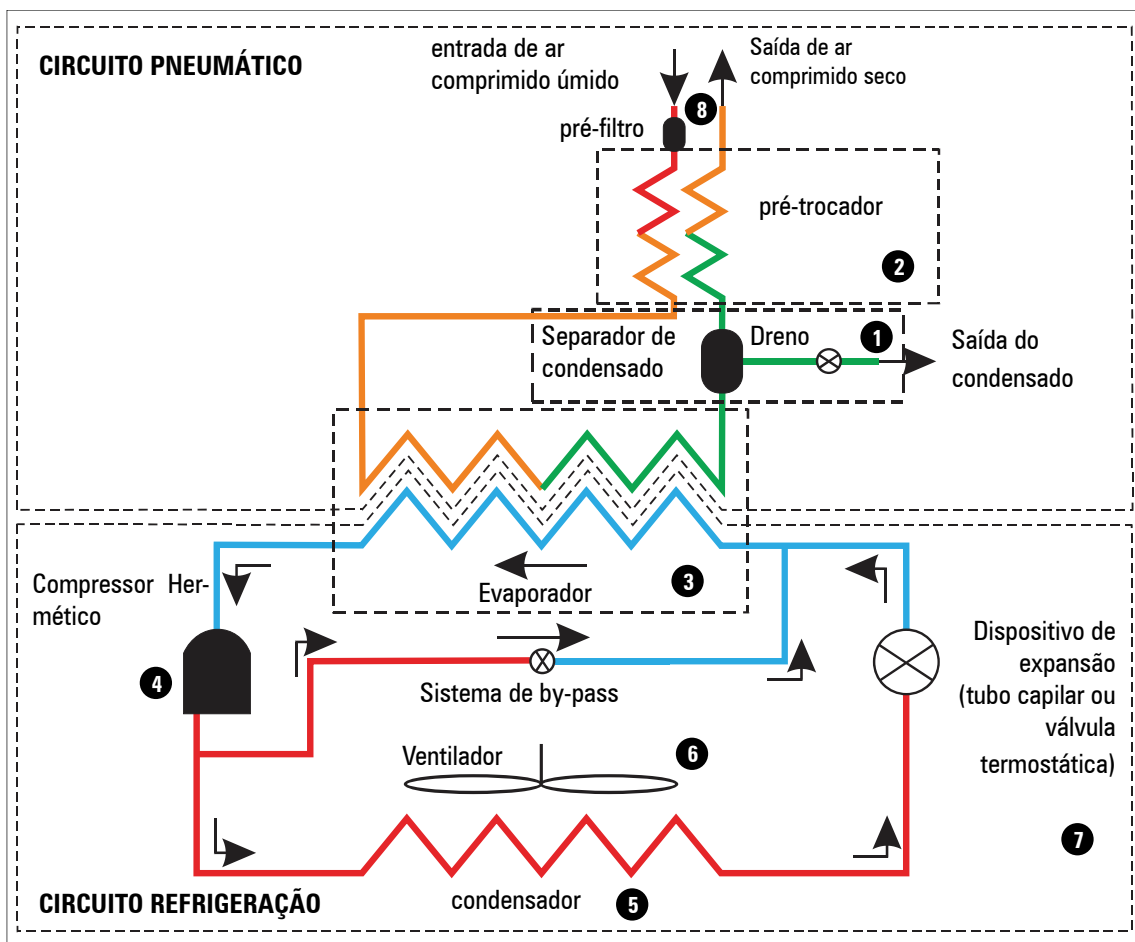 CIRCUITO PNEUMÁTICO
entrada de ar
comprimido úmido
Saída de ar
comprimido seco
8
pré-filtro
pré-trocador
2
Separador de
condensado
Dreno
1
Saída do
condensado
Compressor Her-
mético
Evaporador
3
4
Sistema de by-pass
Dispositivo de
expansão
(tubo capilar ou
válvula
termostática)
Ventilador
6
7
condensador
5
CIRCUITO REFRIGERAÇÃO